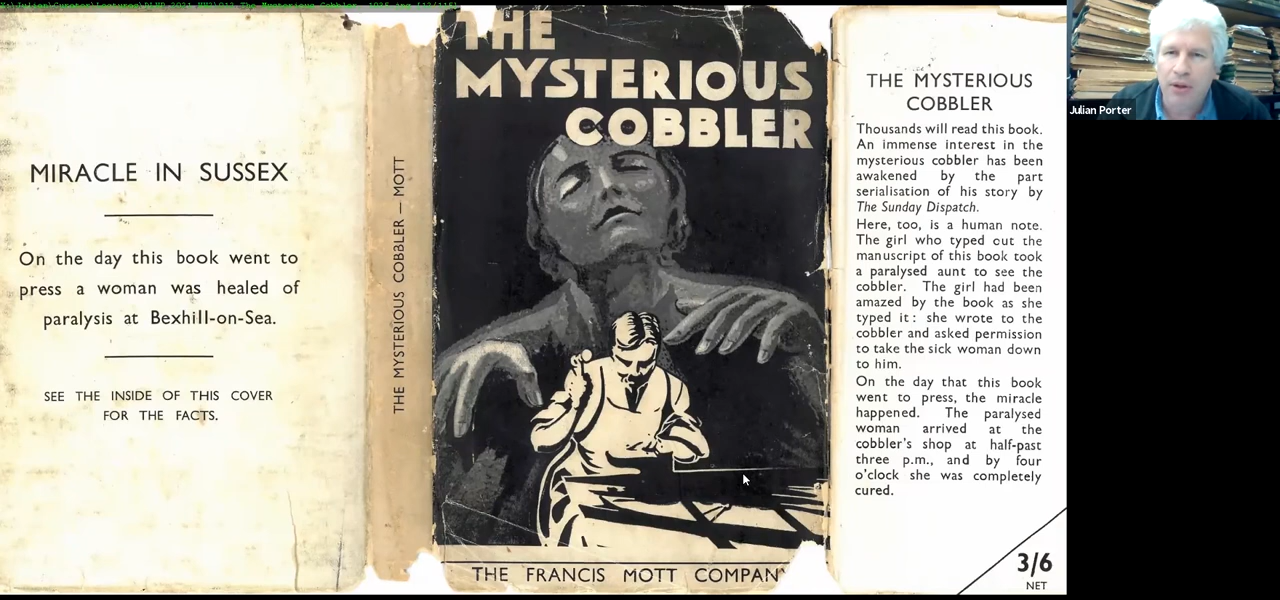 MIRACLE IN SUSSEX
On the day this book went to
press a woman was healed of
paralysis at Bexhill-on-Sea.
SEE THE INSIDE OF THIS COVER
FOR THE FACTS.
THE MYSTERIOUS COBBLER — MOTT
THE
MYSTERIOUS
COBBLER
THE FRANCIS MOTT COMPANY
THE MYSTERIOUS
COBBLER
Thousands will read this book.
An immense interest in the
mysterious cobbler has been
awakened by the part
serialisation of his story by
The Sunday Dispatch.
Here, too, is a human note.
The girl who typed out the
manuscript of this book took
a paralysed aunt to see the
cobbler. The girl had been
amazed by the book as she
typed it : she wrote to the
cobbler and asked permission
to take the sick woman down
to him.
On the day that this book
went to press, the miracle
happened. The paralysed
woman arrived at the
cobbler's shop at half-past
three p.m., and by four
o'clock she was completely
cured.
3/6
NET
Julian Porter